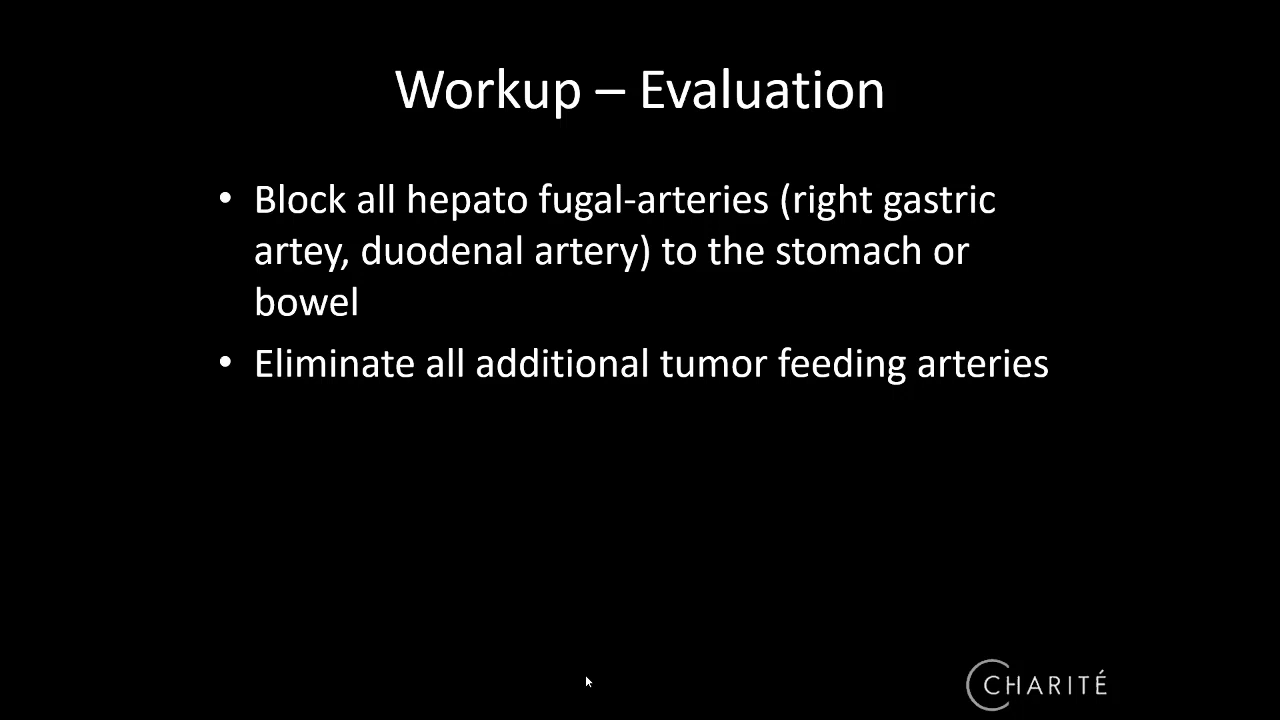 Workup – Evaluation
• Block all hepato fugal-arteries (right gastric
artey, duodenal artery) to the stomach or
bowel
• Eliminate all additional tumor feeding arteries
CHARITÉ